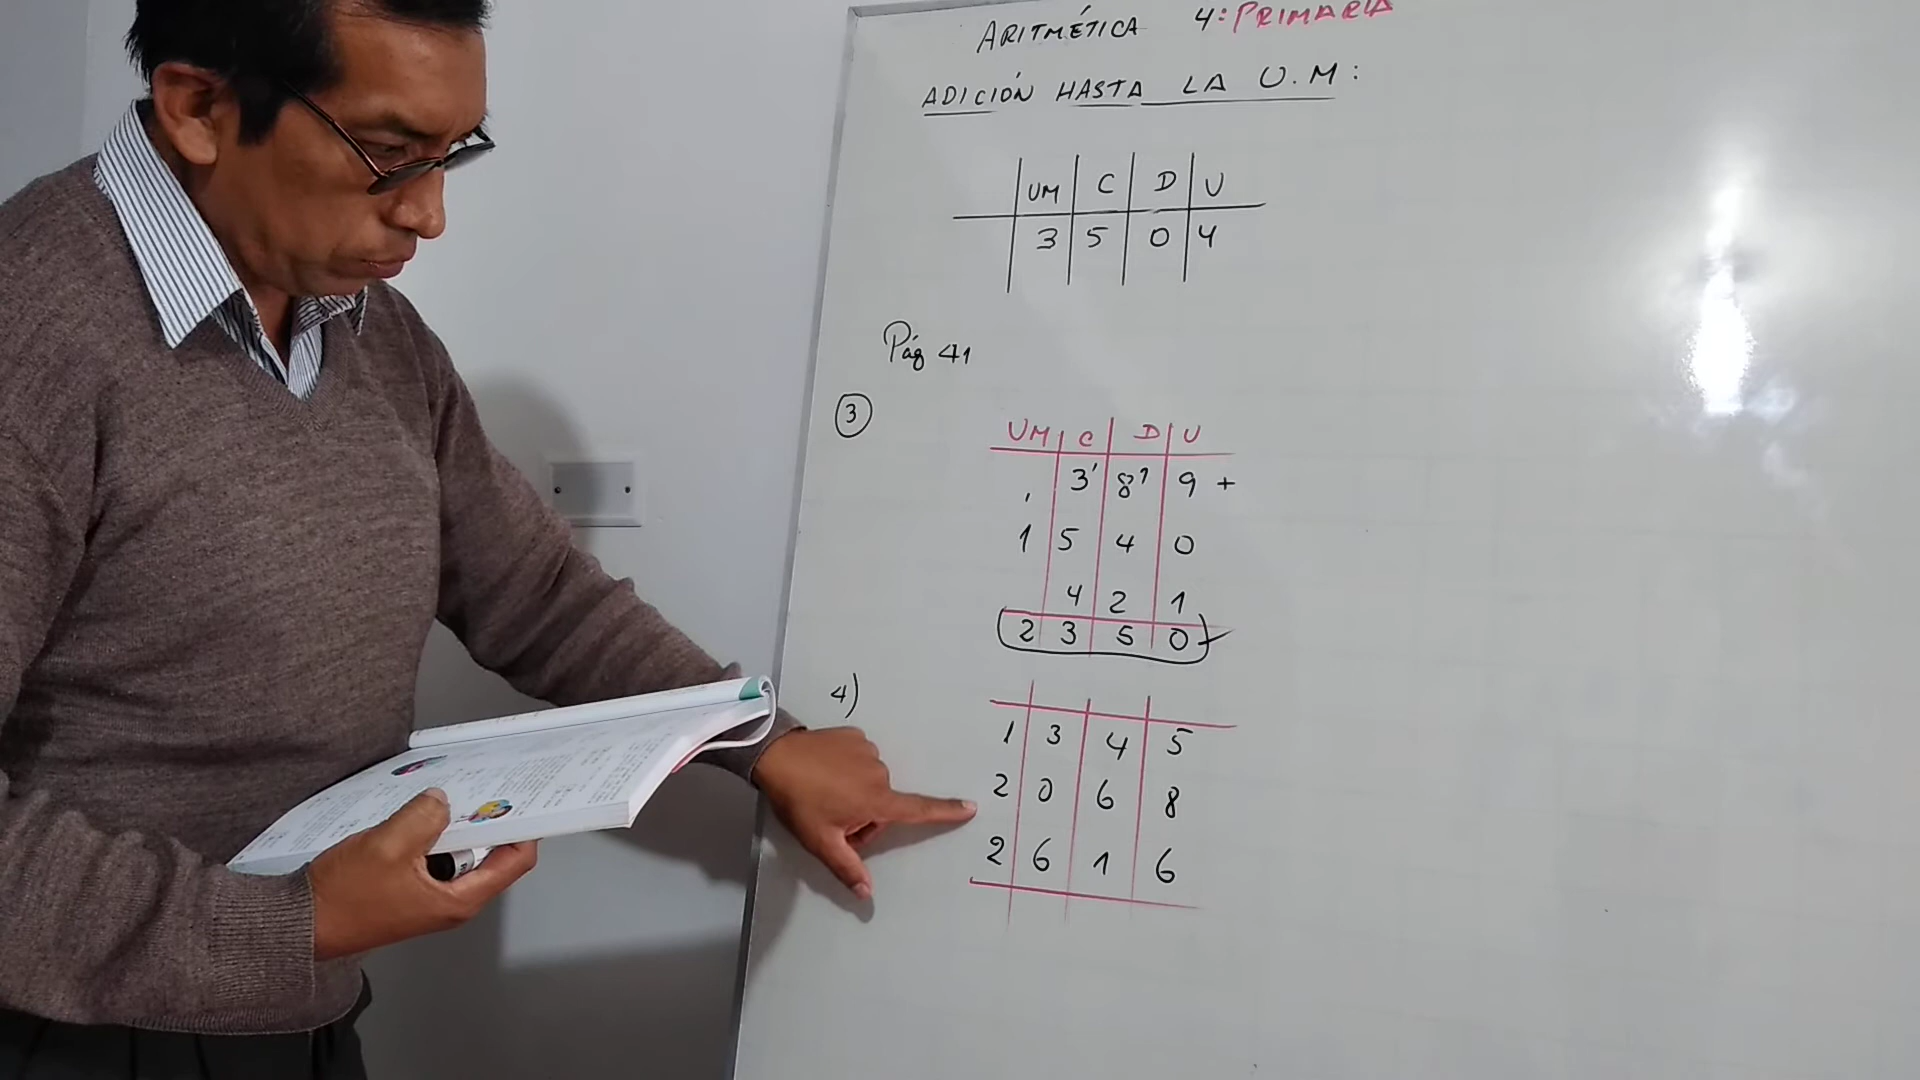 ARITMÉTICA 4: PRIMARIA
ADICIÓN HASTA LA U.M:
UM C D U
3 5 0 4
Pág 41
3
UM C D U
3' 8' 9 +
1 5 4 0
4 2 1
2 3 5 0
4)
1 3 4 5
2 0 6 8
2 6 1 6